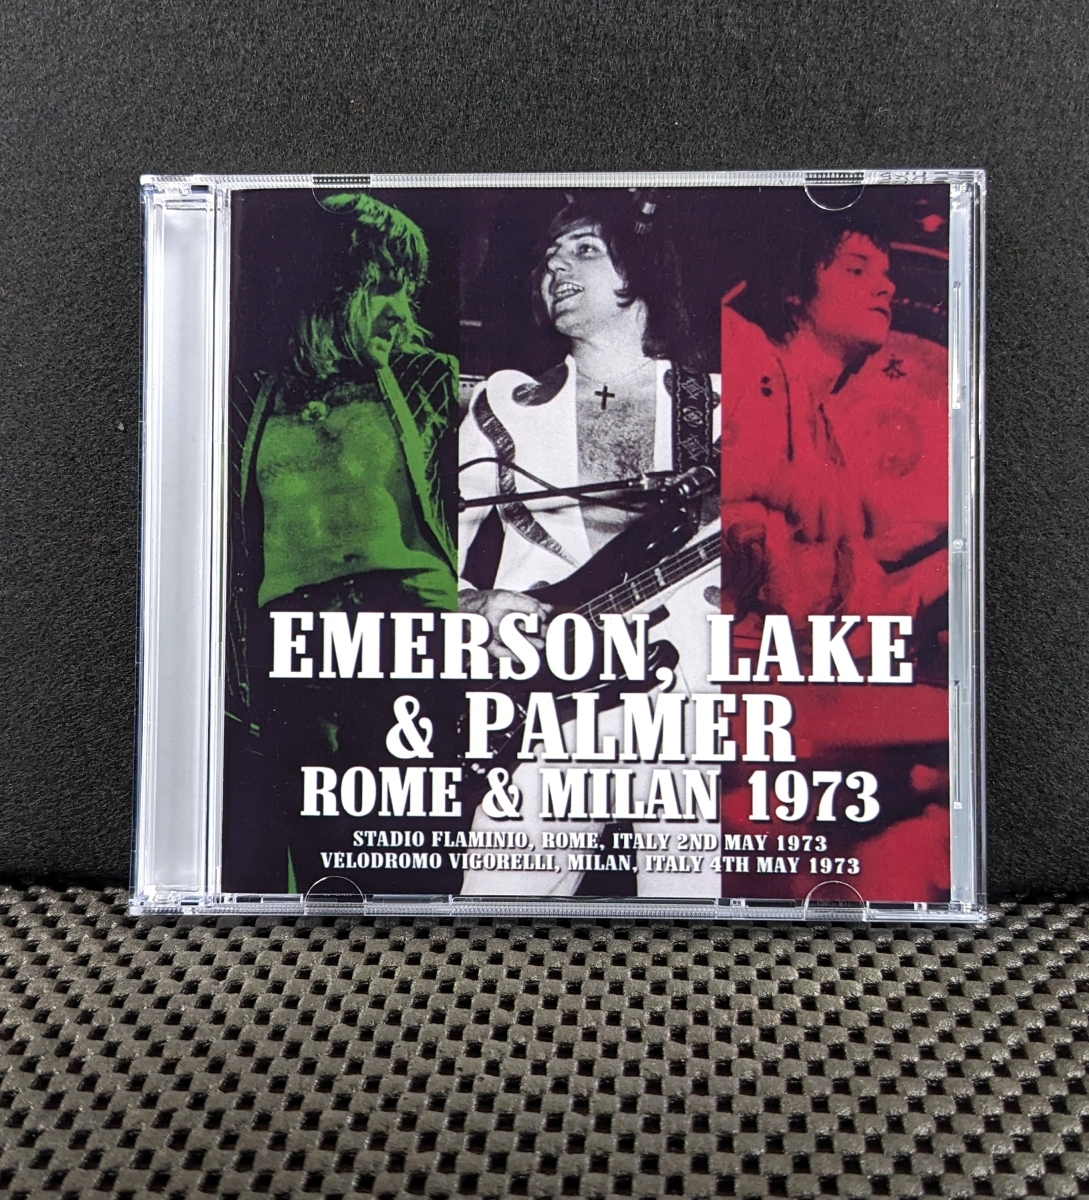 EMERSON, LAKE
& PALMER
ROME & MILAN 1973
STADIO FLAMINIO, ROME, ITALY 2ND MAY 1973
VELODROMO VIGORELLI, MILAN, ITALY 4TH MAY 1973